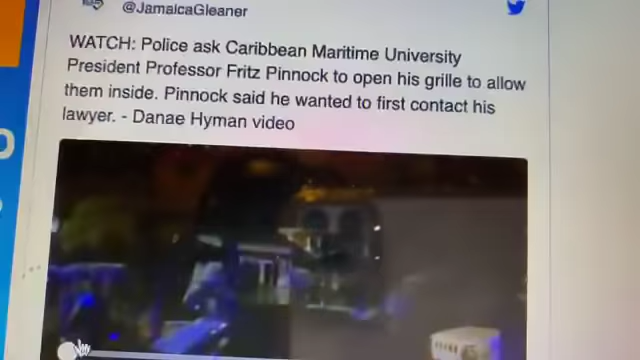 @JamaicaGleaner
WATCH: Police ask Caribbean Maritime University
President Professor Fritz Pinnock to open his grille to allow
them inside. Pinnock said he wanted to first contact his
lawyer. - Danae Hyman video